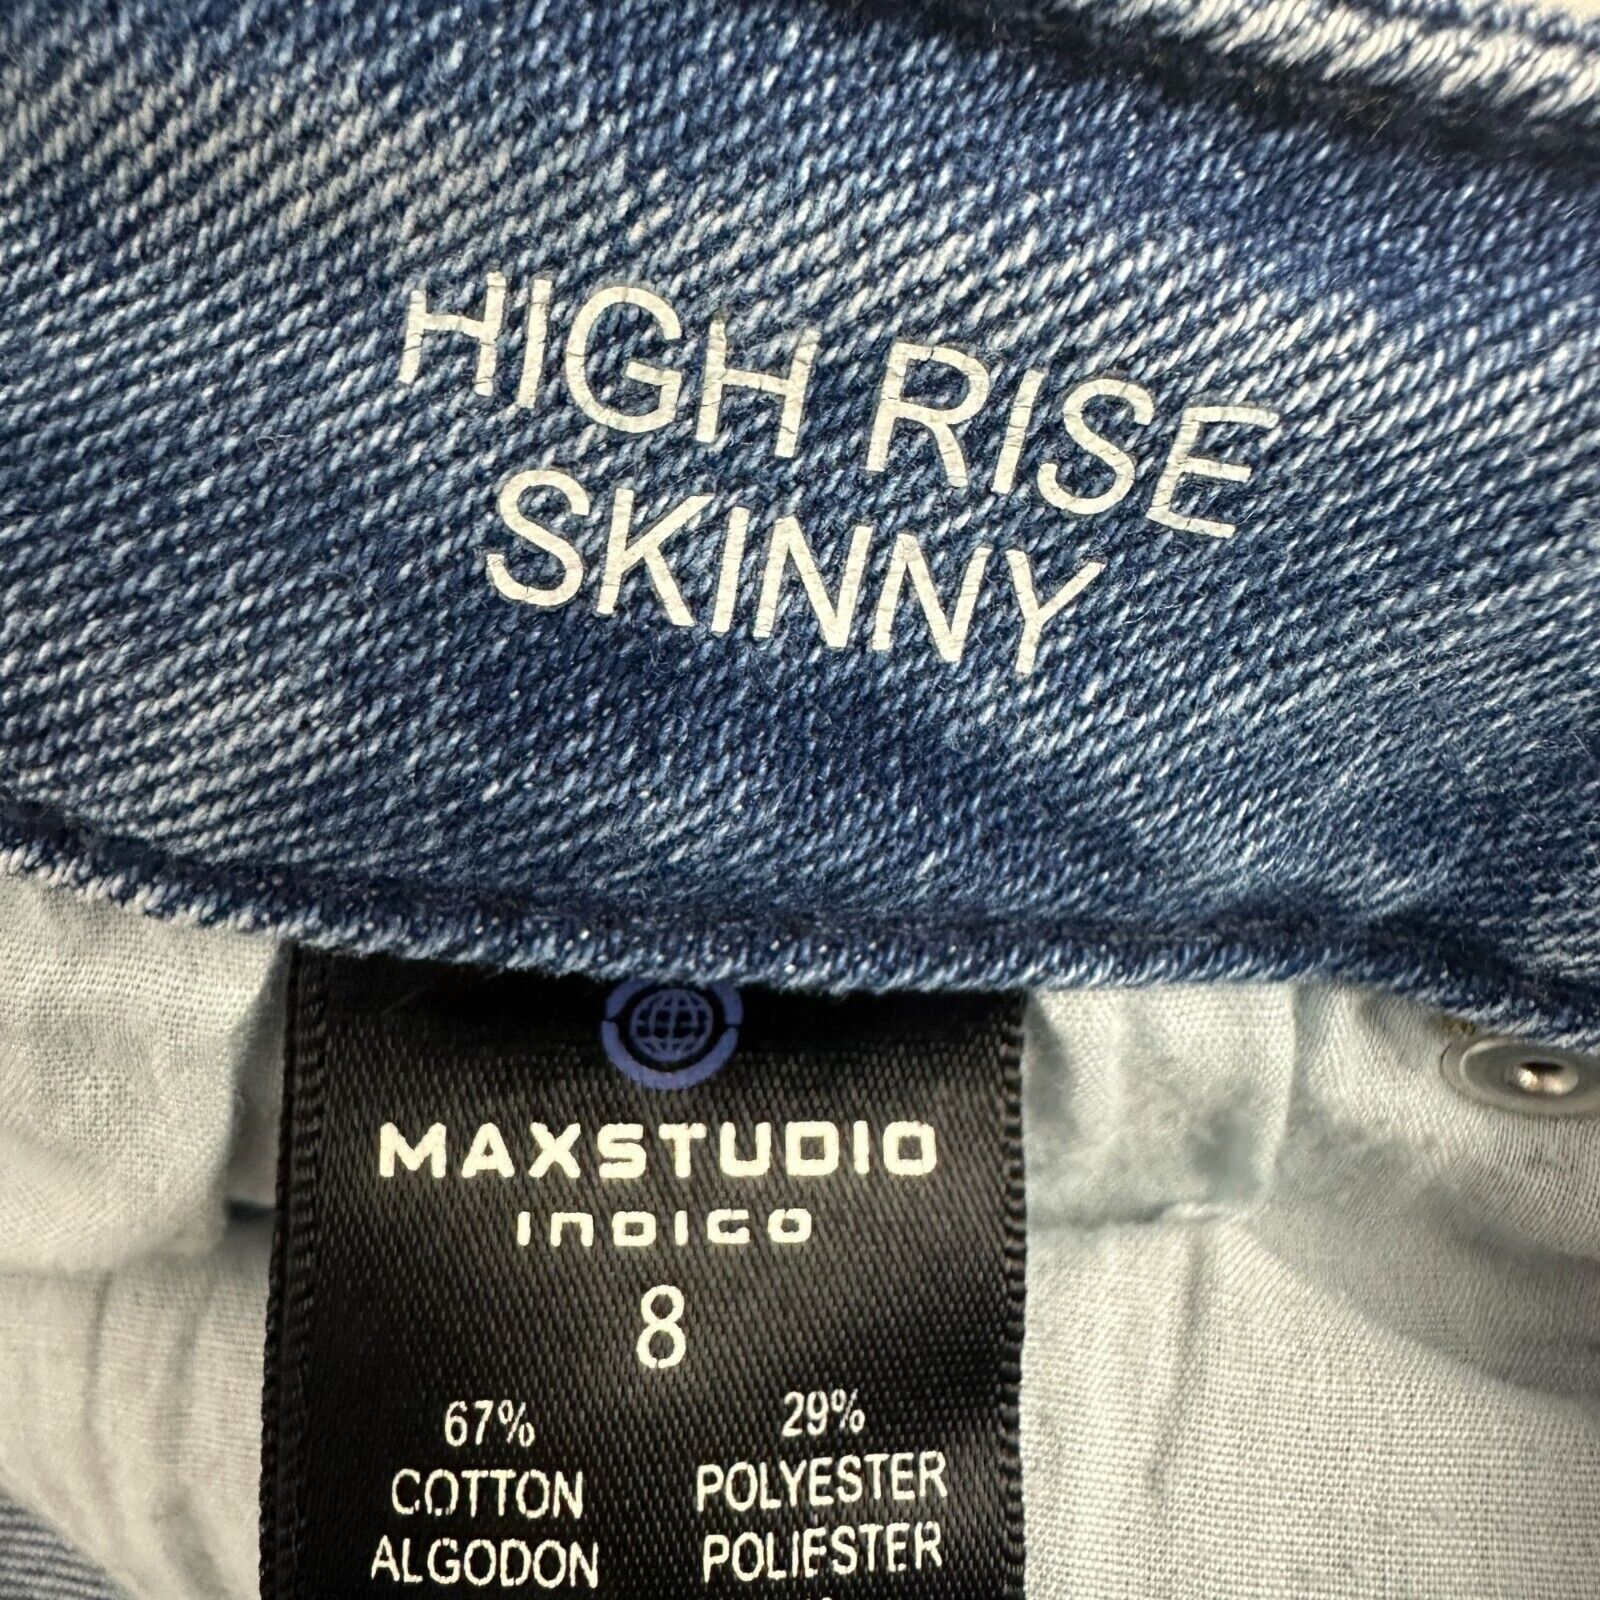 HIGH RISE
SKINNY
MAXSTUDIO
INDIGO
8
67% 29%
COTTON POLYESTER
ALGODON POLIESTER